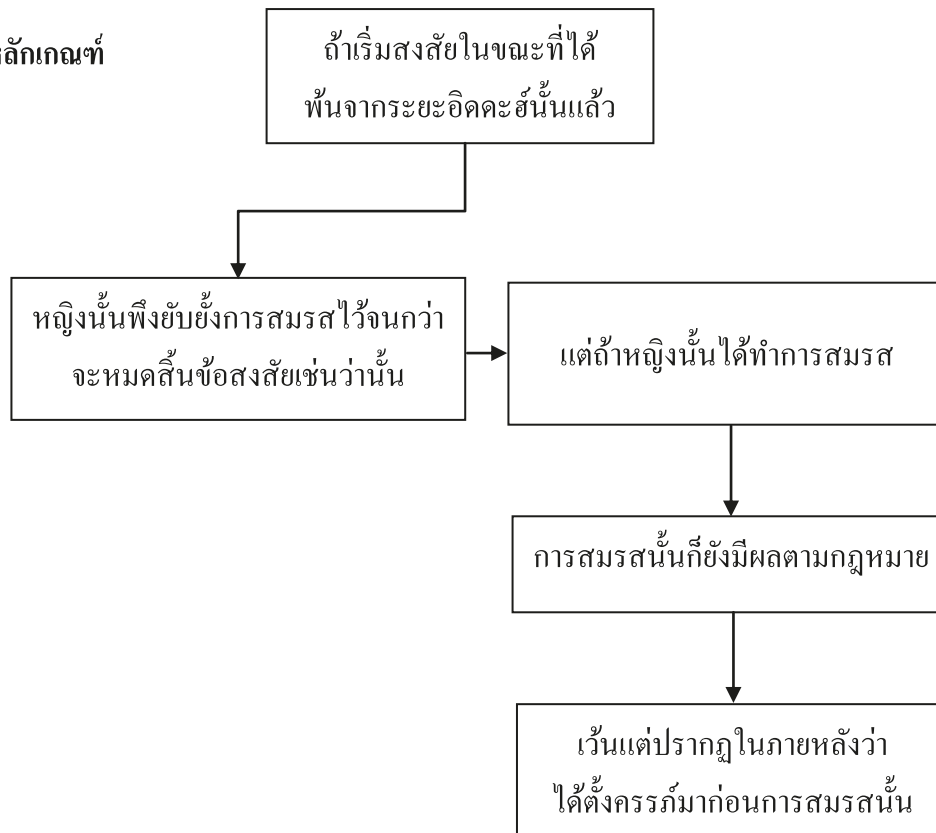 หลักเกณฑ์
ถ้าเริ่มสงสัยในขณะที่ได้
พ้นจากระยะอิดดะฮ์นั้นแล้ว
หญิงนั้นพึงยับยั้งการสมรสไว้จนกว่า
จะหมดสิ้นข้อสงสัยเช่นว่านั้น
แต่ถ้าหญิงนั้นได้ทำการสมรส
การสมรสนั้นก็ยังมีผลตามกฎหมาย
เว้นแต่ปรากฏในภายหลังว่า
ได้ตั้งครรภ์มาก่อนการสมรสนั้น